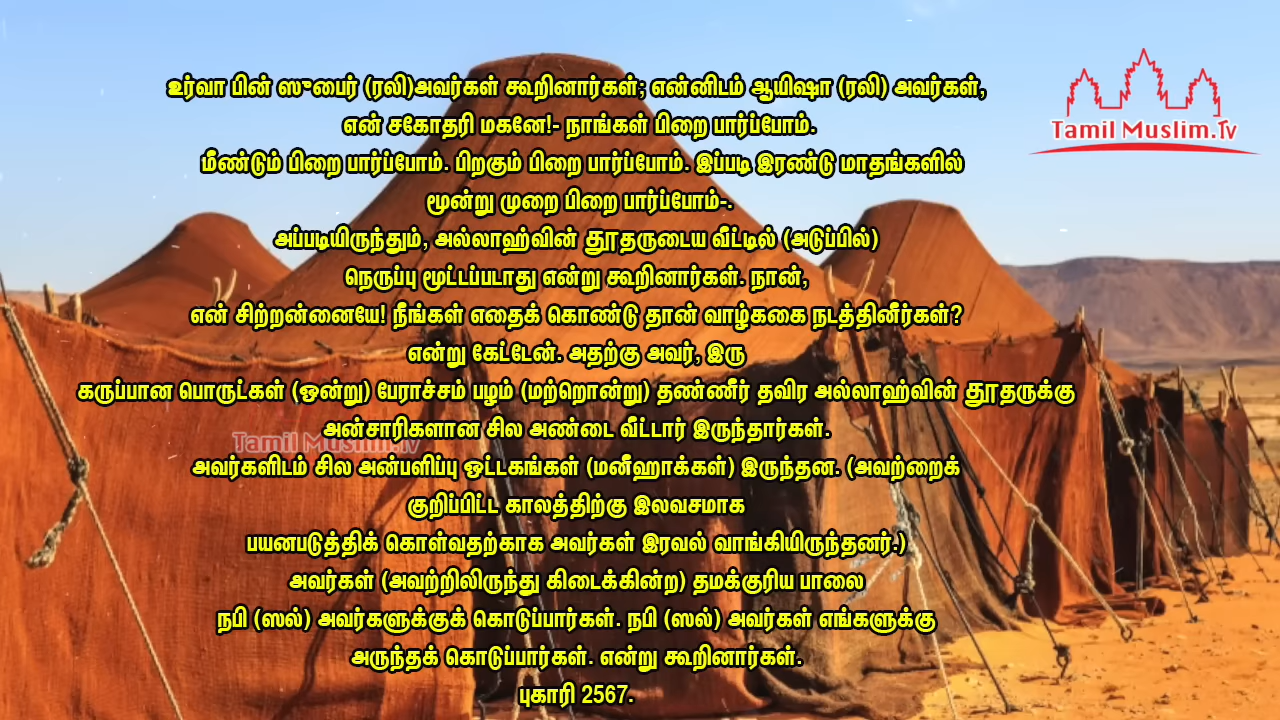 உர்வா பின் ஸுபைர் (ரலி)அவர்கள் கூறினார்கள்; என்னிடம் ஆயிஷா (ரலி) அவர்கள்,
என் சகோதரி மகனே!- நாங்கள் பிறை பார்ப்போம்.
மீண்டும் பிறை பார்ப்போம். பிறகும் பிறை பார்ப்போம். இப்படி இரண்டு மாதங்களில்
மூன்று முறை பிறை பார்ப்போம்-.
அப்படியிருந்தும், அல்லாஹ்வின் தூதருடைய வீட்டில் (அடுப்பில்)
நெருப்பு மூட்டப்படாது என்று கூறினார்கள். நான்,
என் சிற்றன்னையே! நீங்கள் எதைக் கொண்டு தான் வாழ்ககை நடத்தினீர்கள்?
என்று கேட்டேன். அதற்கு அவர், இரு
கருப்பான பொருட்கள் (ஒன்று) பேராச்சம் பழம் (மற்றொன்று) தண்ணீர் தவிர அல்லாஹ்வின் தூதருக்கு
அன்சாரிகளான சில அண்டை வீட்டார் இருந்தார்கள்.
அவர்களிடம் சில அன்பளிப்பு ஒட்டகங்கள் (மனீஹாக்கள்) இருந்தன. (அவற்றைக்
குறிப்பிட்ட காலத்திற்கு இலவசமாக
பயனபடுத்திக் கொள்வதற்காக அவர்கள் இரவல் வாங்கியிருந்தனர்.)
அவர்கள் (அவற்றிலிருந்து கிடைக்கின்ற) தமக்குரிய பாலை
நபி (ஸல்) அவர்களுக்குக் கொடுப்பார்கள். நபி (ஸல்) அவர்கள் எங்களுக்கு
அருந்தக் கொடுப்பார்கள். என்று கூறினார்கள்.
புகாரி 2567.
Tamil Muslim.Tv
Tamil Muslim.tv